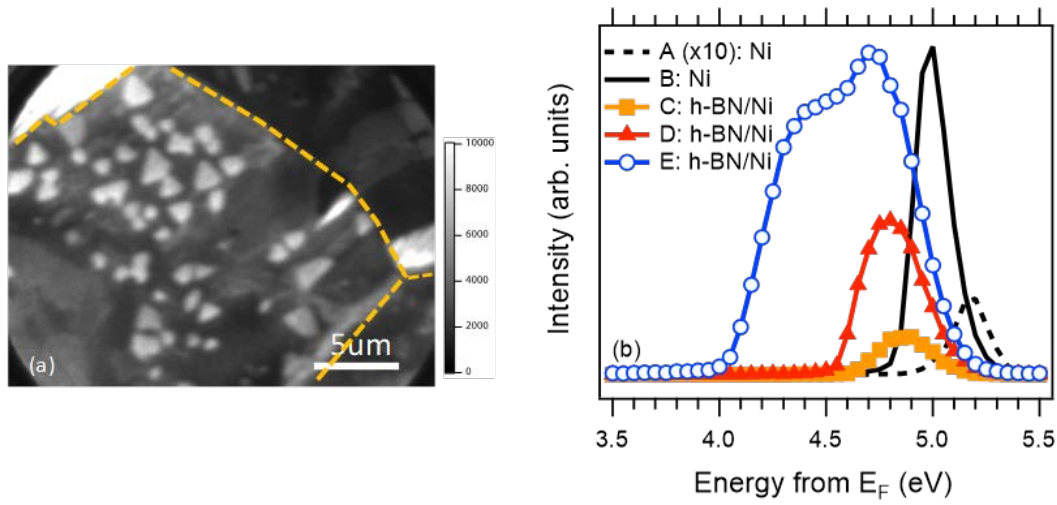 10000
8000
6000
4000
2000
0
5um
(a)
A (x10): Ni
B: Ni
C: h-BN/Ni
D: h-BN/Ni
E: h-BN/Ni
Intensity (arb. units)
(b)
3.5 4.0 4.5 5.0 5.5
Energy from EF (eV)